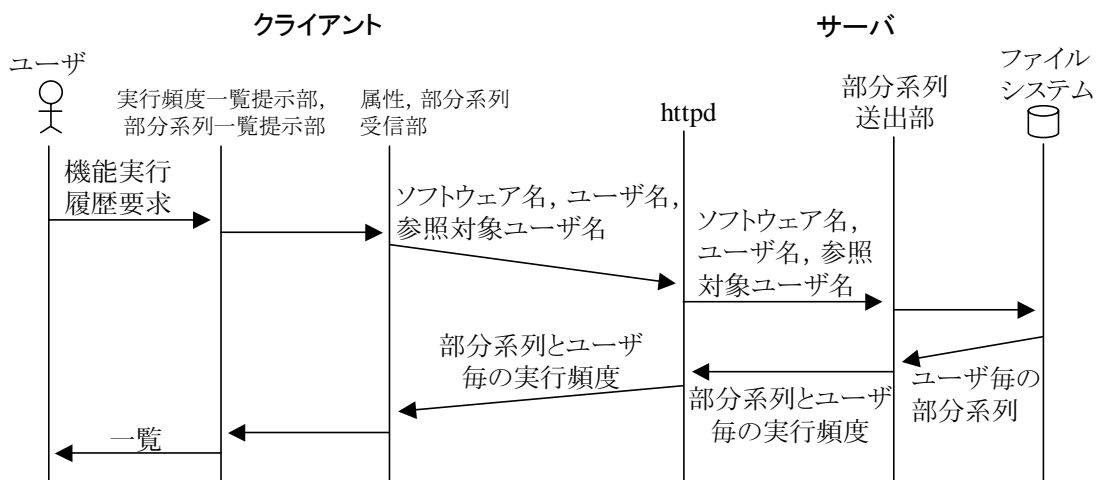 クライアント
サーバ
ユーザ
実行頻度一覧提示部,
部分系列一覧提示部
属性, 部分系列
受信部
httpd
部分系列
送出部
ファイル
システム
機能実行
履歴要求
ソフトウェア名, ユーザ名,
参照対象ユーザ名
ソフトウェア名,
ユーザ名, 参照
対象ユーザ名
部分系列とユーザ
毎の実行頻度
部分系列とユーザ
毎の実行頻度
ユーザ毎の
部分系列
一覧